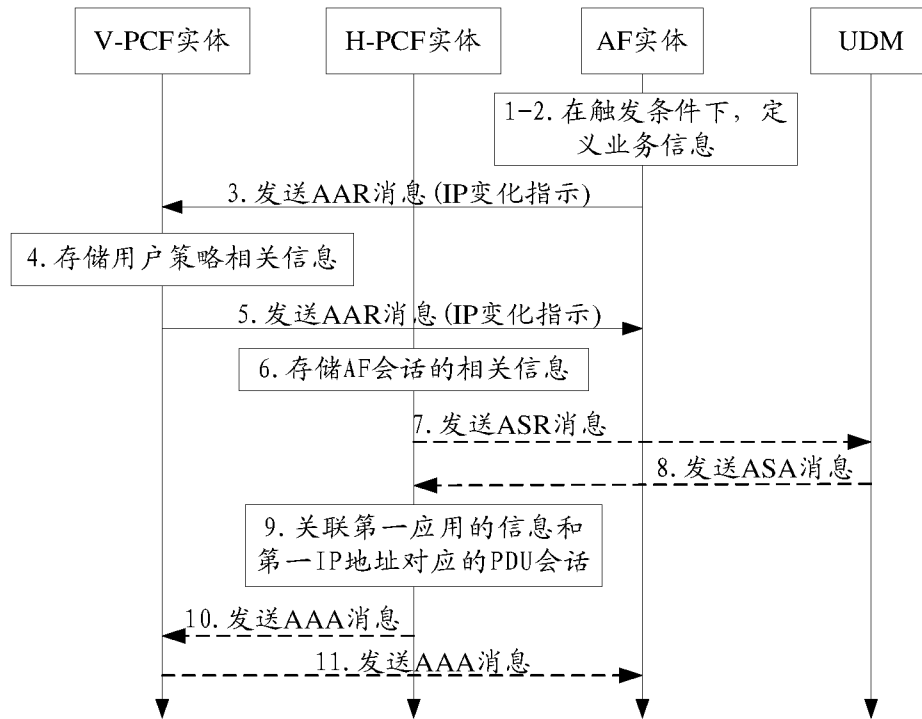 V-PCF实体
H-PCF实体
AF实体
UDM
1-2.在触发条件下，定
义业务信息
3.发送AAR消息(IP变化指示)
4.存储用户策略相关信息
5.发送AAR消息(IP变化指示)
6.存储AF会话的相关信息
7.发送ASR消息
8.发送ASA消息
9.关联第一应用的信息和
第一IP地址对应的PDU会话
10.发送AAA消息
11.发送AAA消息